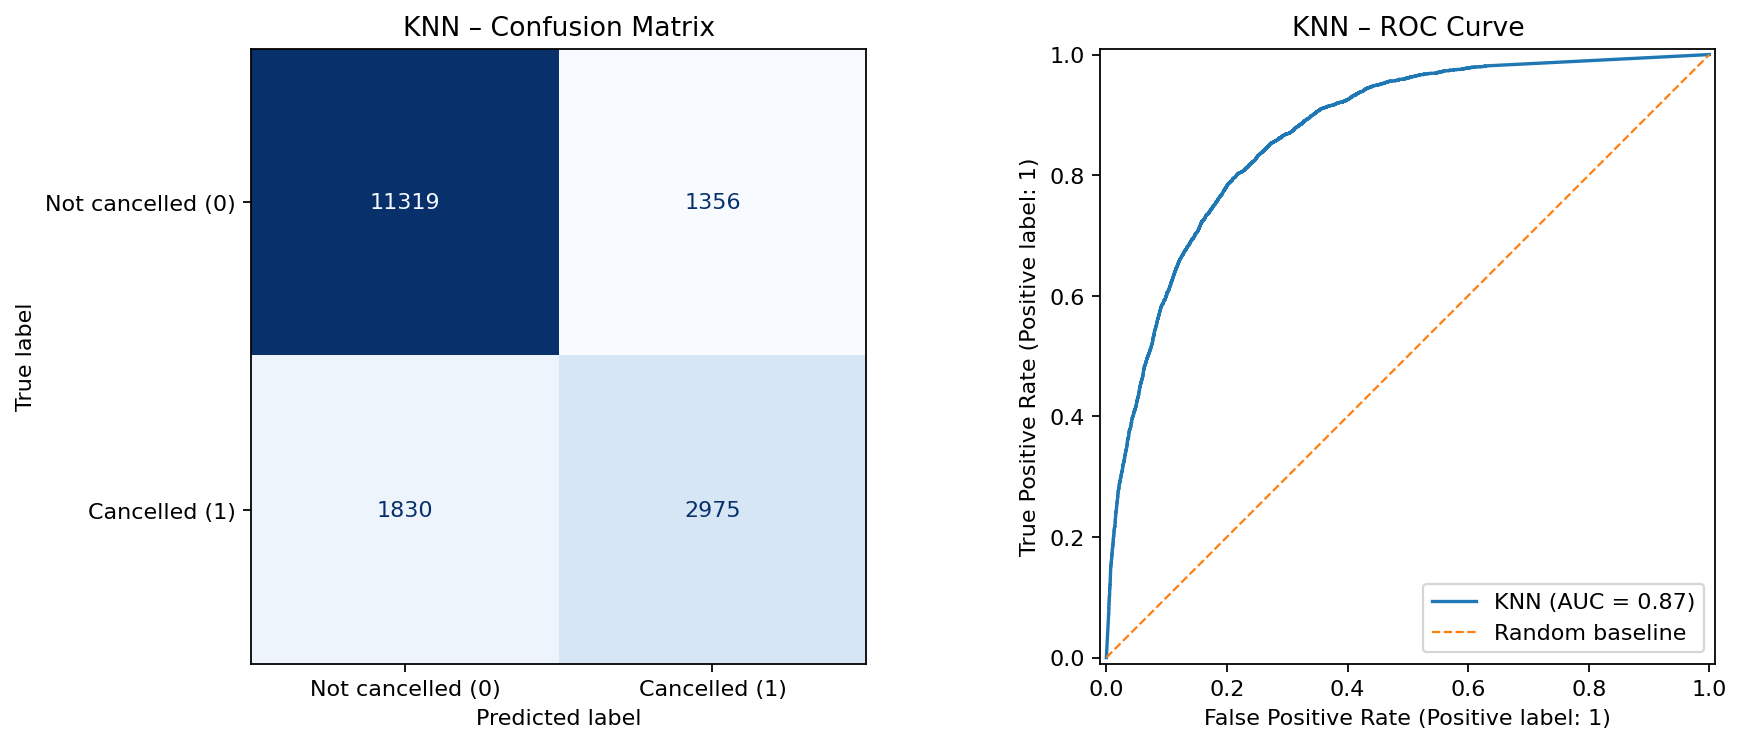 KNN – Confusion Matrix
True label
Not cancelled (0)
11319
1356
Cancelled (1)
1830
2975
Not cancelled (0)
Cancelled (1)
Predicted label
KNN – ROC Curve
True Positive Rate (Positive label: 1)
1.0
0.8
0.6
0.4
0.2
0.0
KNN (AUC = 0.87)
Random baseline
0.0 0.2 0.4 0.6 0.8 1.0
False Positive Rate (Positive label: 1)